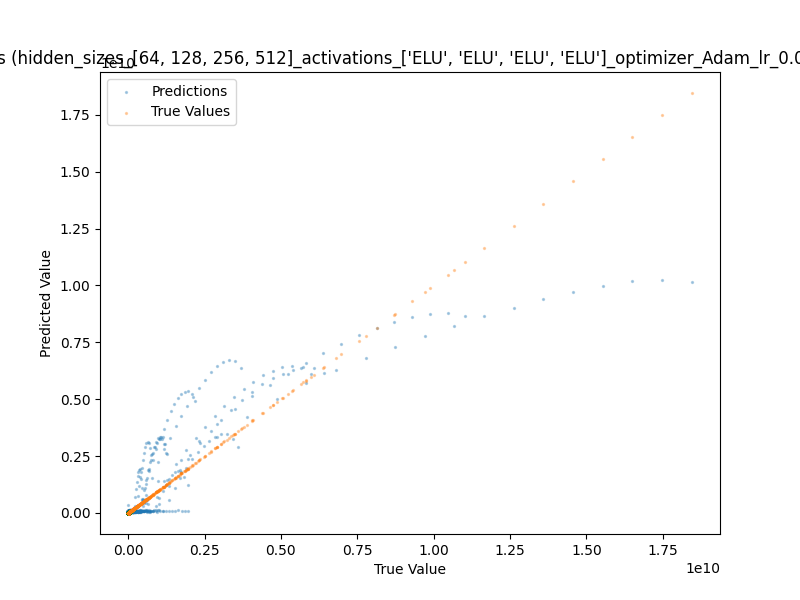 s (hidden_sizes_[64, 128, 256, 512]_activations_['ELU', 'ELU', 'ELU', 'ELU']_optimizer_Adam_lr_0.0
1e10
Predictions
True Values
1.75
1.50
1.25
1.00
0.75
0.50
0.25
0.00
Predicted Value
0.00 0.25 0.50 0.75 1.00 1.25 1.50 1.75
True Value
1e10